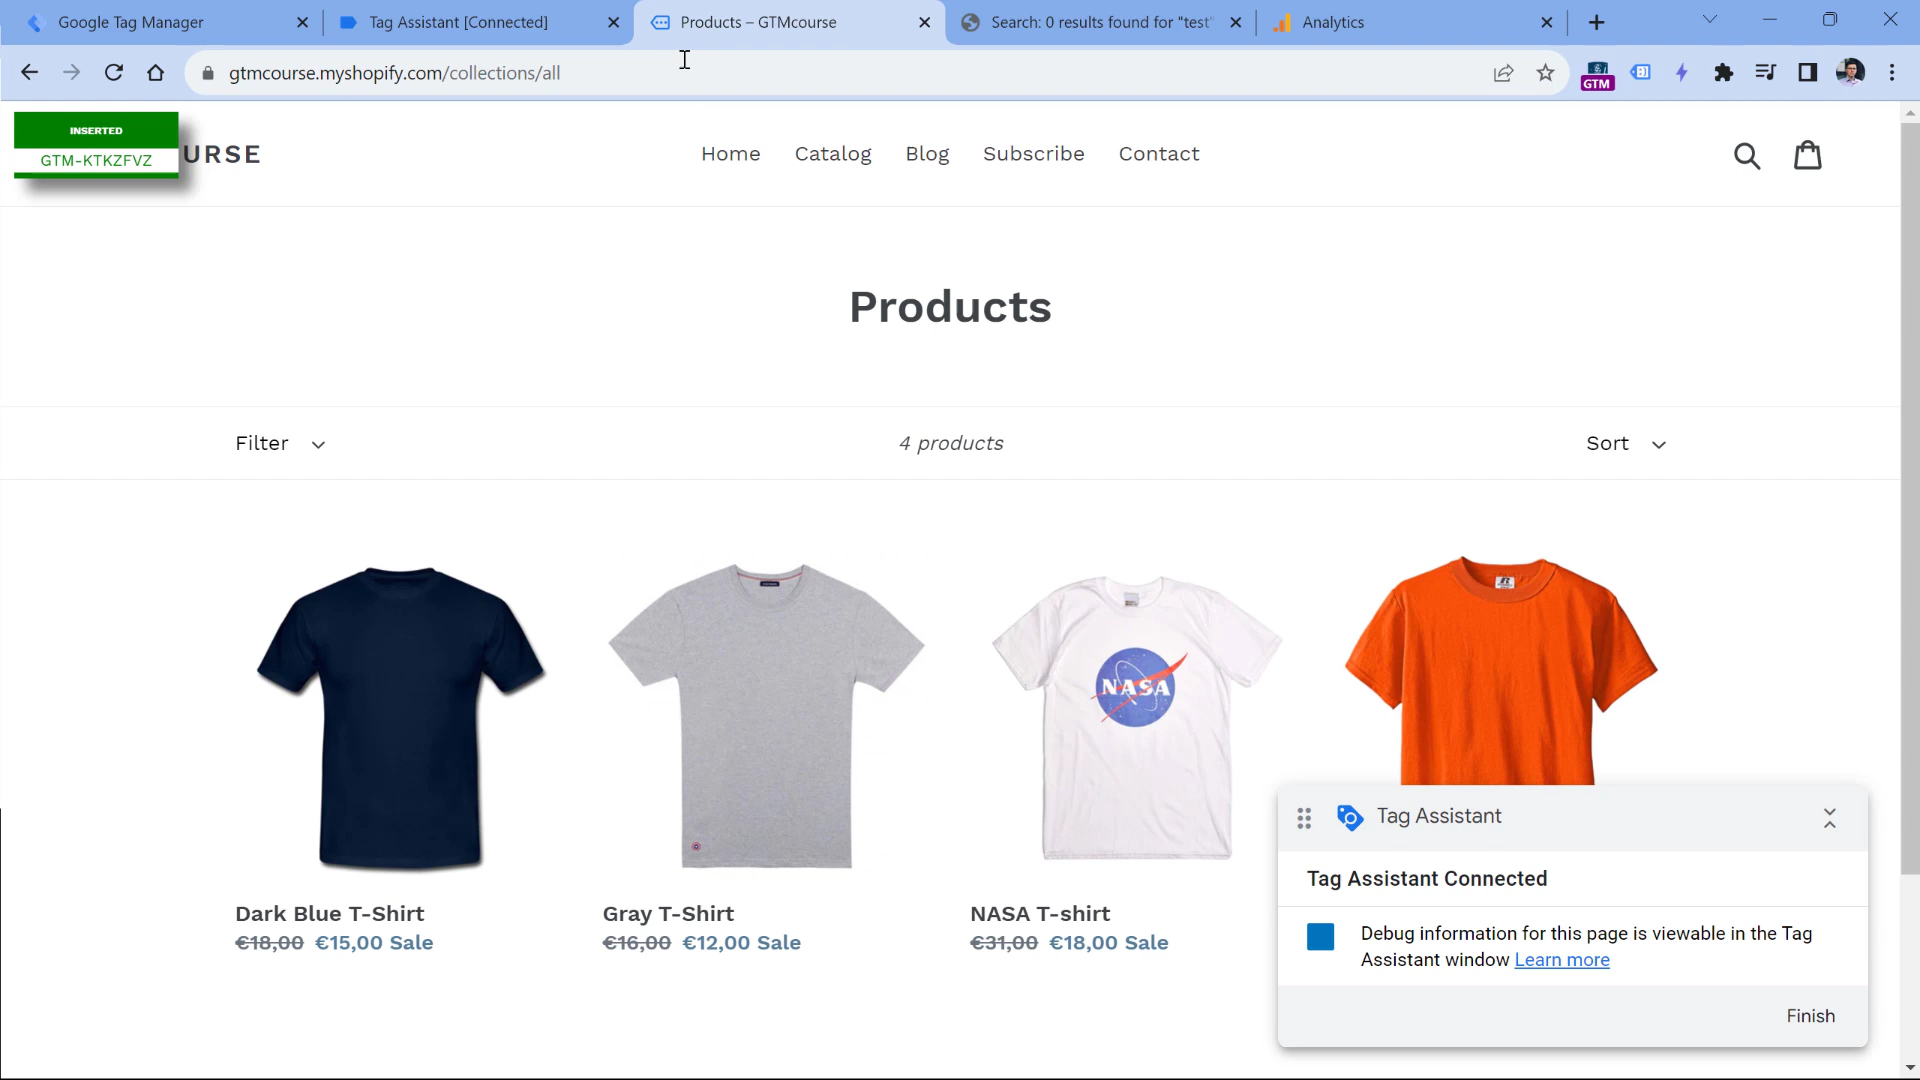 Google Tag Manager
Tag Assistant [Connected]
Products – GTMcourse
Search: 0 results found for "test"
Analytics
gtmcourse.myshopify.com/collections/all
GTM
INSERTED
GTM-KTKZFVZ
URSE
Home
Catalog
Blog
Subscribe
Contact
Products
Filter
4 products
Sort
NASA
Dark Blue T-Shirt
€18,00 €15,00 Sale
Gray T-Shirt
€16,00 €12,00 Sale
NASA T-shirt
€31,00 €18,00 Sale
Tag Assistant
Tag Assistant Connected
Debug information for this page is viewable in the Tag
Assistant window Learn more
Finish